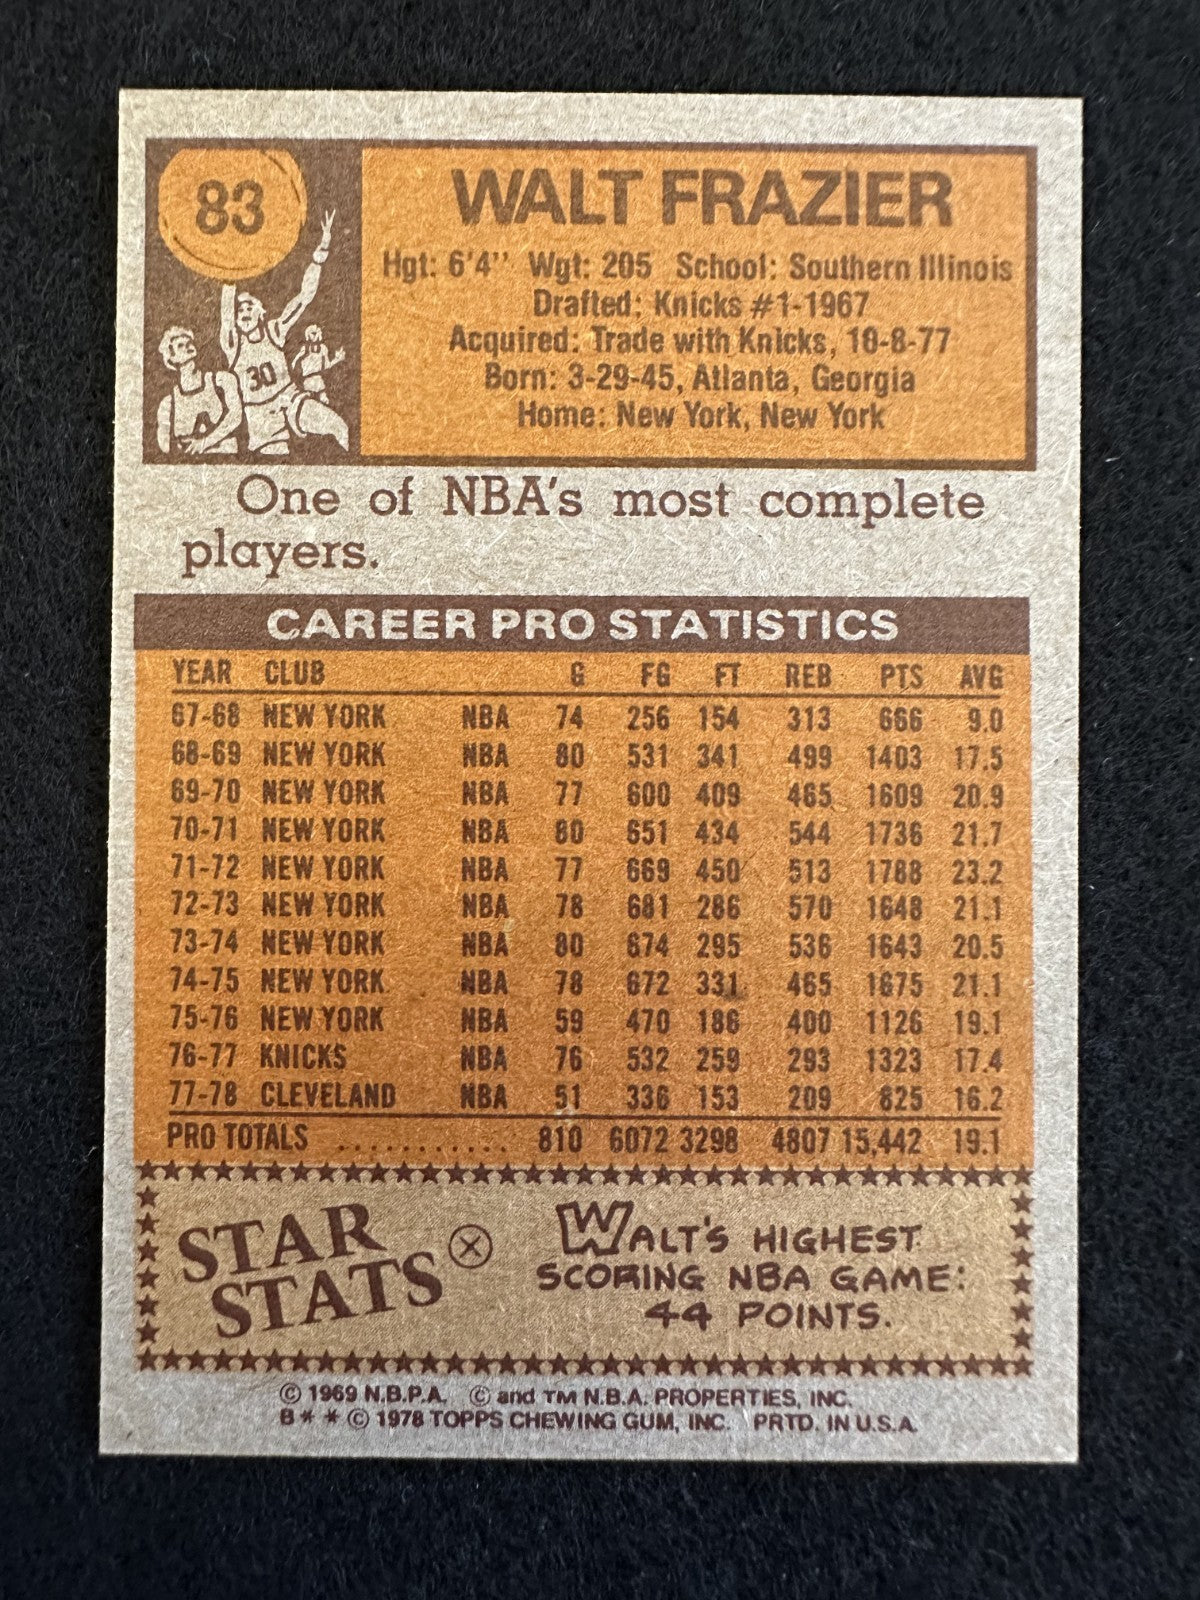 83
WALT FRAZIER
Hgt: 6'4" Wgt: 205 School: Southern Illinois
Drafted: Knicks #1-1967
Acquired: Trade with Knicks, 10-8-77
Born: 3-29-45, Atlanta, Georgia
Home: New York, New York
30
A
One of NBA's most complete
players.
CAREER PRO STATISTICS
YEAR CLUB G FG FT REB PTS AVG
67-68 NEW YORK NBA 74 256 154 313 666 9.0
68-69 NEW YORK NBA 80 531 341 499 1403 17.5
69-70 NEW YORK NBA 77 600 409 465 1609 20.9
70-71 NEW YORK NBA 80 651 434 544 1736 21.7
71-72 NEW YORK NBA 77 669 450 513 1788 23.2
72-73 NEW YORK NBA 78 681 286 570 1648 21.1
73-74 NEW YORK NBA 80 674 295 536 1643 20.5
74-75 NEW YORK NBA 78 672 331 465 1675 21.1
75-76 NEW YORK NBA 59 470 186 400 1126 19.1
76-77 KNICKS NBA 76 532 259 293 1323 17.4
77-78 CLEVELAND NBA 51 336 153 209 825 16.2
PRO TOTALS ............ 810 6072 3298 4807 15,442 19.1
STAR
STATS
WALT'S HIGHEST
SCORING NBA GAME:
44 POINTS.
© 1969 N.B.P.A. © and TM N.B.A. PROPERTIES, INC.
B * * © 1978 TOPPS CHEWING GUM, INC. PRTD. IN U.S.A.